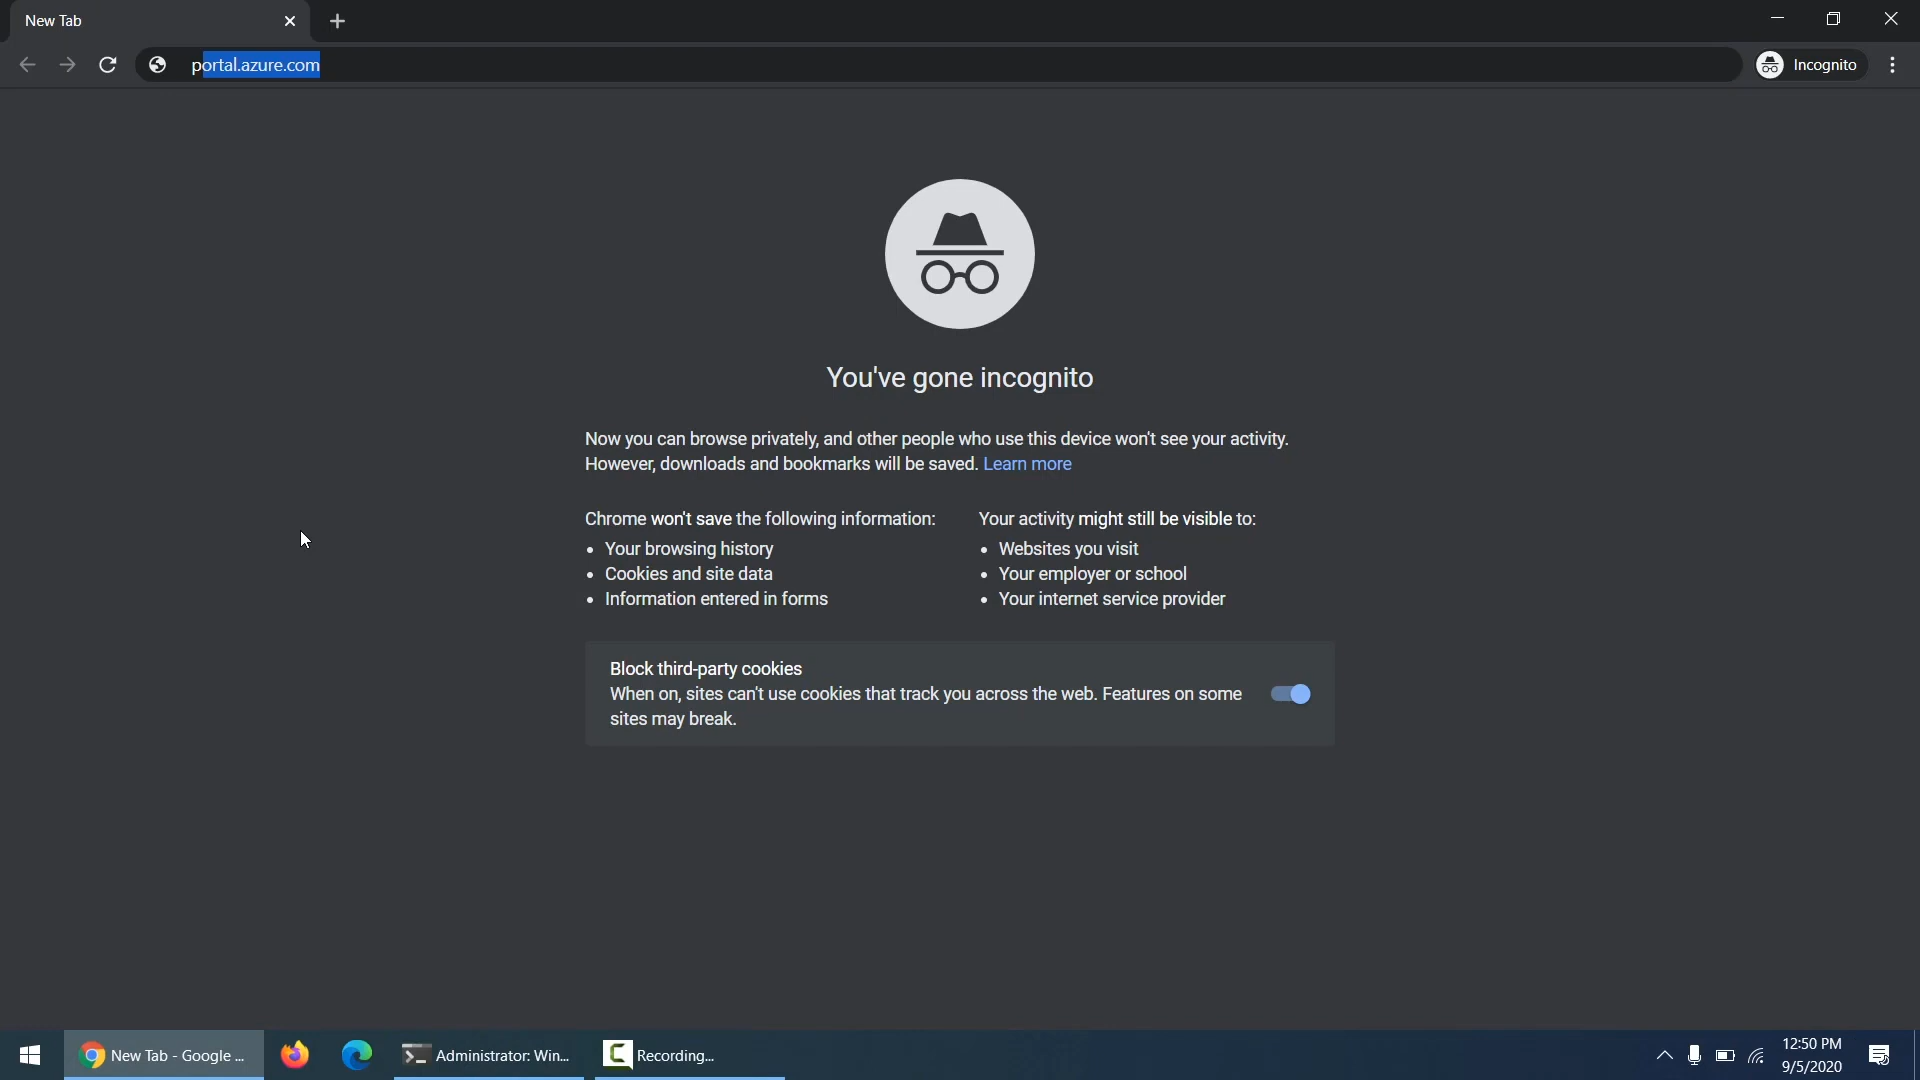 New Tab
portal.azure.com
Incognito
You've gone incognito
Now you can browse privately, and other people who use this device won't see your activity.
However, downloads and bookmarks will be saved. Learn more
Chrome won't save the following information:
Your browsing history
Cookies and site data
Information entered in forms
Your activity might still be visible to:
Websites you visit
Your employer or school
Your internet service provider
Block third-party cookies
When on, sites can't use cookies that track you across the web. Features on some
sites may break.
New Tab - Google ...
Administrator: Win...
Recording...
12:50 PM
9/5/2020